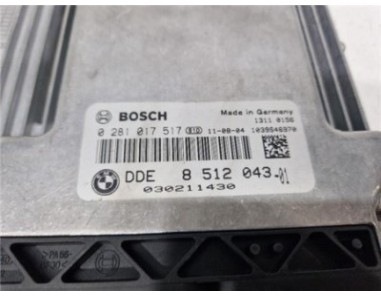 BOSCH Made in Germany
1311 0156
0 281 017 517 11-08-04 1039S46970
DDE 8 512 043-01
030211430